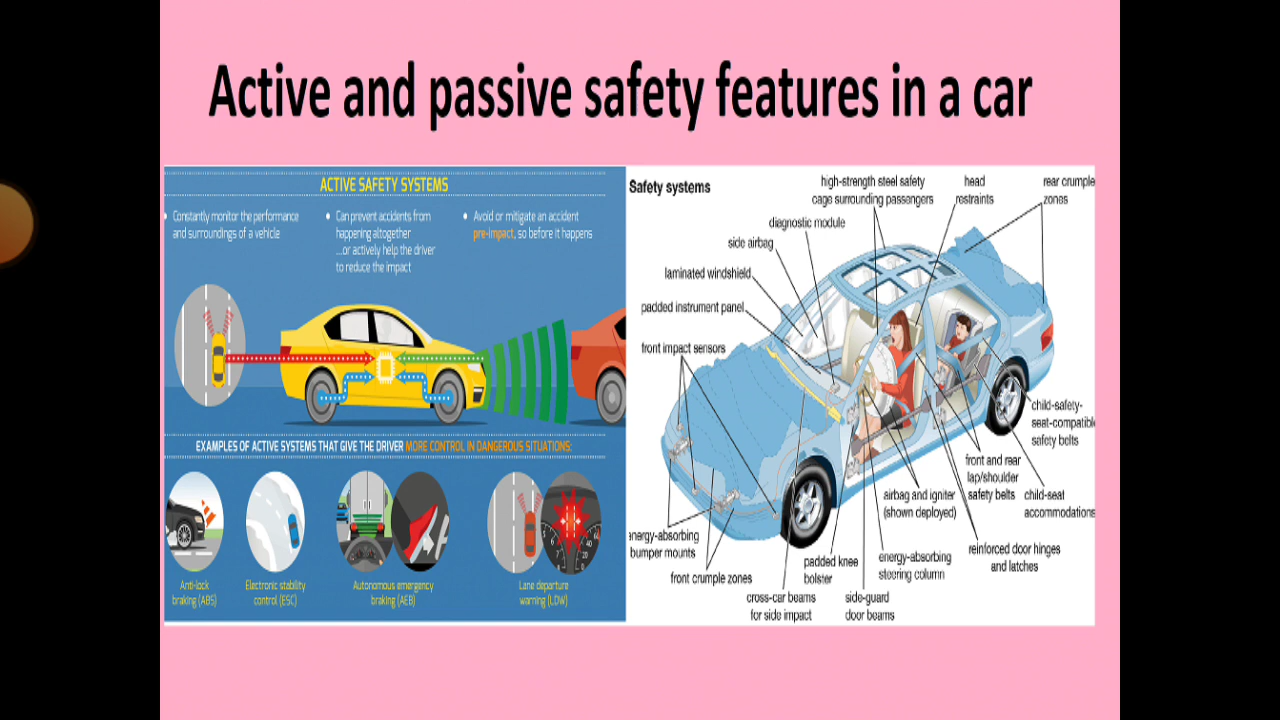 Active and passive safety features in a car
ACTIVE SAFETY SYSTEMS
• Constantly monitor the performance
and surroundings of a vehicle
• Can prevent accidents from
happening altogether
...or actively help the driver
to reduce the impact
• Avoid or mitigate an accident
pre-impact, so before it happens
EXAMPLES OF ACTIVE SYSTEMS THAT GIVE THE DRIVER MORE CONTROL IN DANGEROUS SITUATIONS:
Anti-lock
braking (ABS)
Electronic stability
control (ESC)
Autonomous emergency
braking (AEB)
Lane departure
warning (LDW)
Safety systems
high-strength steel safety
cage surrounding passengers
head
restraints
rear crumple
zones
diagnostic module
side airbag
laminated windshield
padded instrument panel
front impact sensors
child-safety-
seat-compatibl
safety belts
front and rear
lap/shoulder
safety belts
child-seat
accommodations
airbag and igniter
(shown deployed)
reinforced door hinges
and latches
energy-absorbing
steering column
padded knee
bolster
side-guard
door beams
cross-car beams
for side impact
front crumple zones
nergy-absorbing
bumper mounts